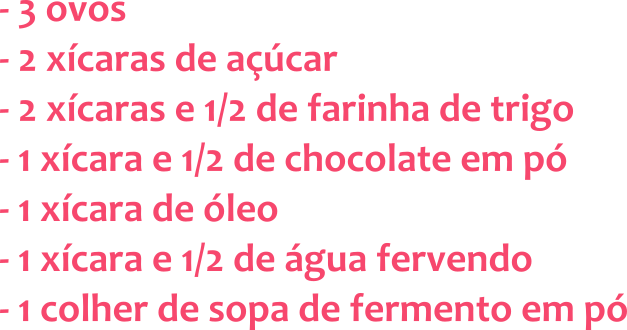 - 3 ovos
- 2 xícaras de açúcar
- 2 xícaras e 1/2 de farinha de trigo
- 1 xícara e 1/2 de chocolate em pó
- 1 xícara de óleo
- 1 xícara e 1/2 de água fervendo
- 1 colher de sopa de fermento em pó